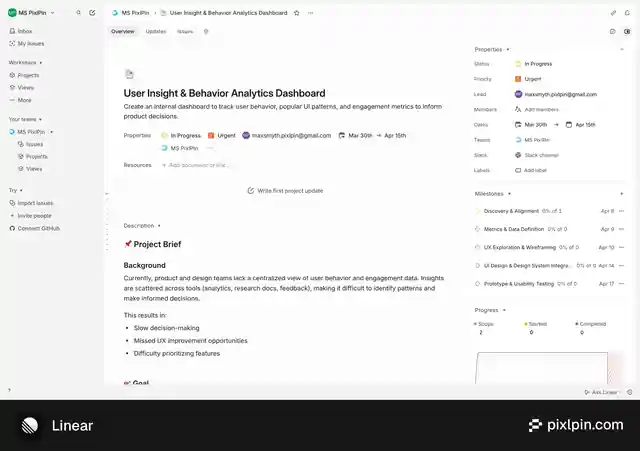 MS PixlPin
Inbox
My issues
Workspace
Projects
Views
More
Your teams
MS PixlPin
Issues
Projects
Views
Try
Import issues
Invite people
Connect GitHub
?
MS PixlPin › User Insight & Behavior Analytics Dashboard
Overview Updates Issues
User Insight & Behavior Analytics Dashboard
Create an internal dashboard to track user behavior, popular UI patterns, and engagement metrics to inform
product decisions.
Properties In Progress Urgent maxsmyth.pixlpin@gmail.com Mar 30th → Apr 15th
MS PixlPin ...
Resources + Add document or link...
Write first project update
Description
📌 Project Brief
Background
Currently, product and design teams lack a centralized view of user behavior and engagement data. Insights
are scattered across tools (analytics, research docs, feedback), making it difficult to identify patterns and
make informed decisions.
This results in:
• Slow decision-making
• Missed UX improvement opportunities
• Difficulty prioritizing features
Goal
Properties
Status In Progress
Priority Urgent
Lead maxsmyth.pixlpin@gmail.com
Members Add members
Dates Mar 30th → Apr 15th
Teams MS PixlPin
Slack Slack channel
Labels Add label
Milestones +
Discovery & Alignment 0% of 1 Apr 8 ...
Metrics & Data Definition 0% of 0 Apr 9 ...
UX Exploration & Wireframing 0% of 0 Apr 10 ...
UI Design & Design System Integra... 0% of 0 Apr 14 ...
Prototype & Usability Testing 0% of 0 Apr 17 ...
Progress
Scope Started Completed
2 0 0
Ask Linear
Linear
pixlpin.com